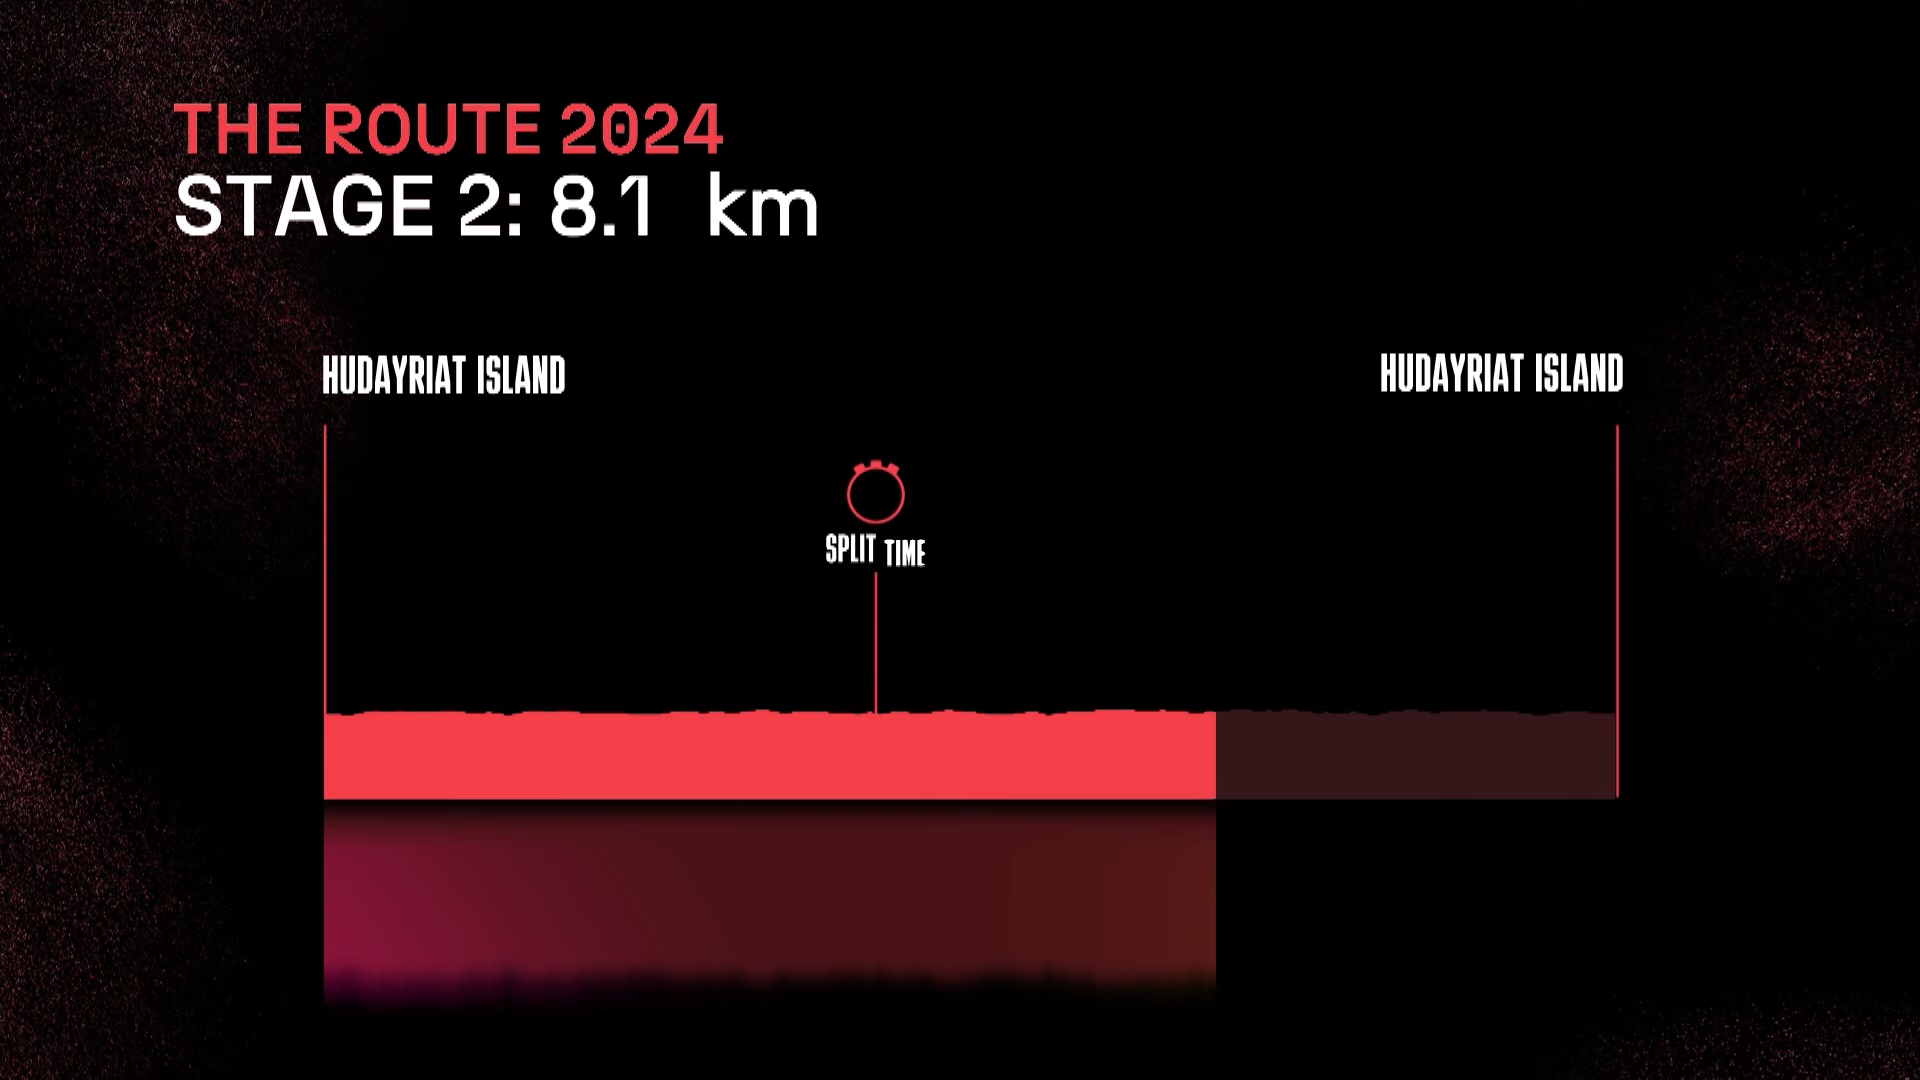 THE ROUTE 2024
STAGE 2: 8.1 km
HUDAYRIAT ISLAND
HUDAYRIAT ISLAND
SPLIT TIME